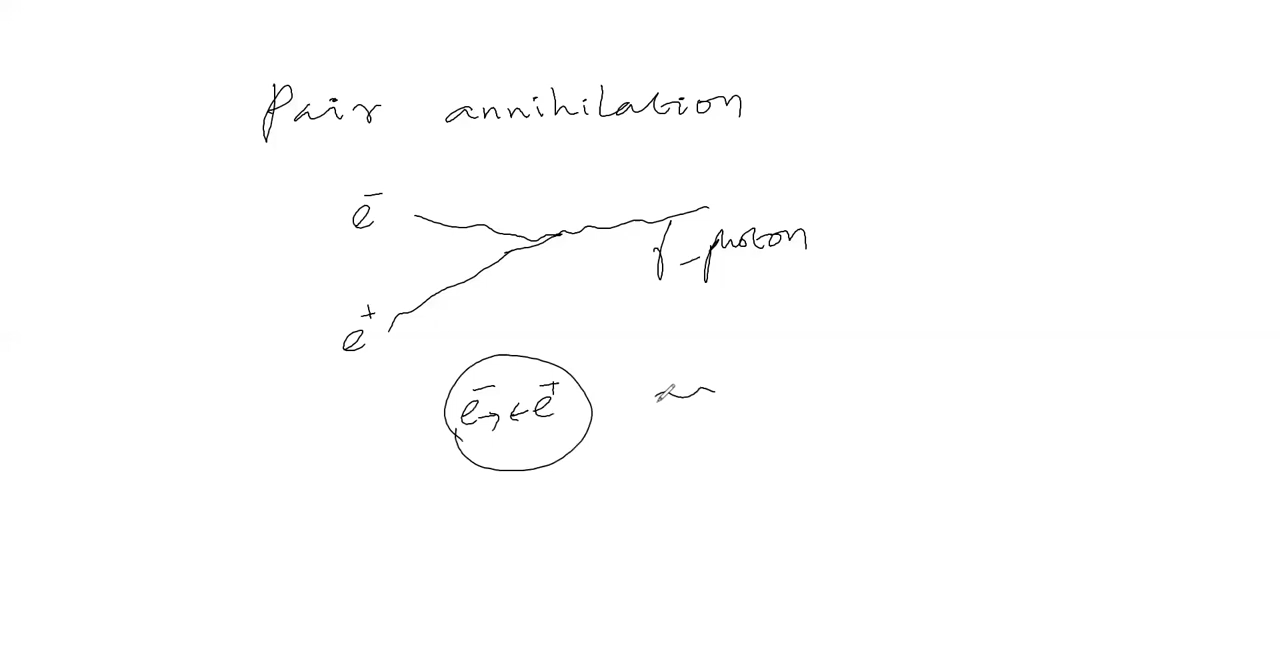 Pair annihilation
e⁻
γ-photon
e⁺
e⁻→←e⁺